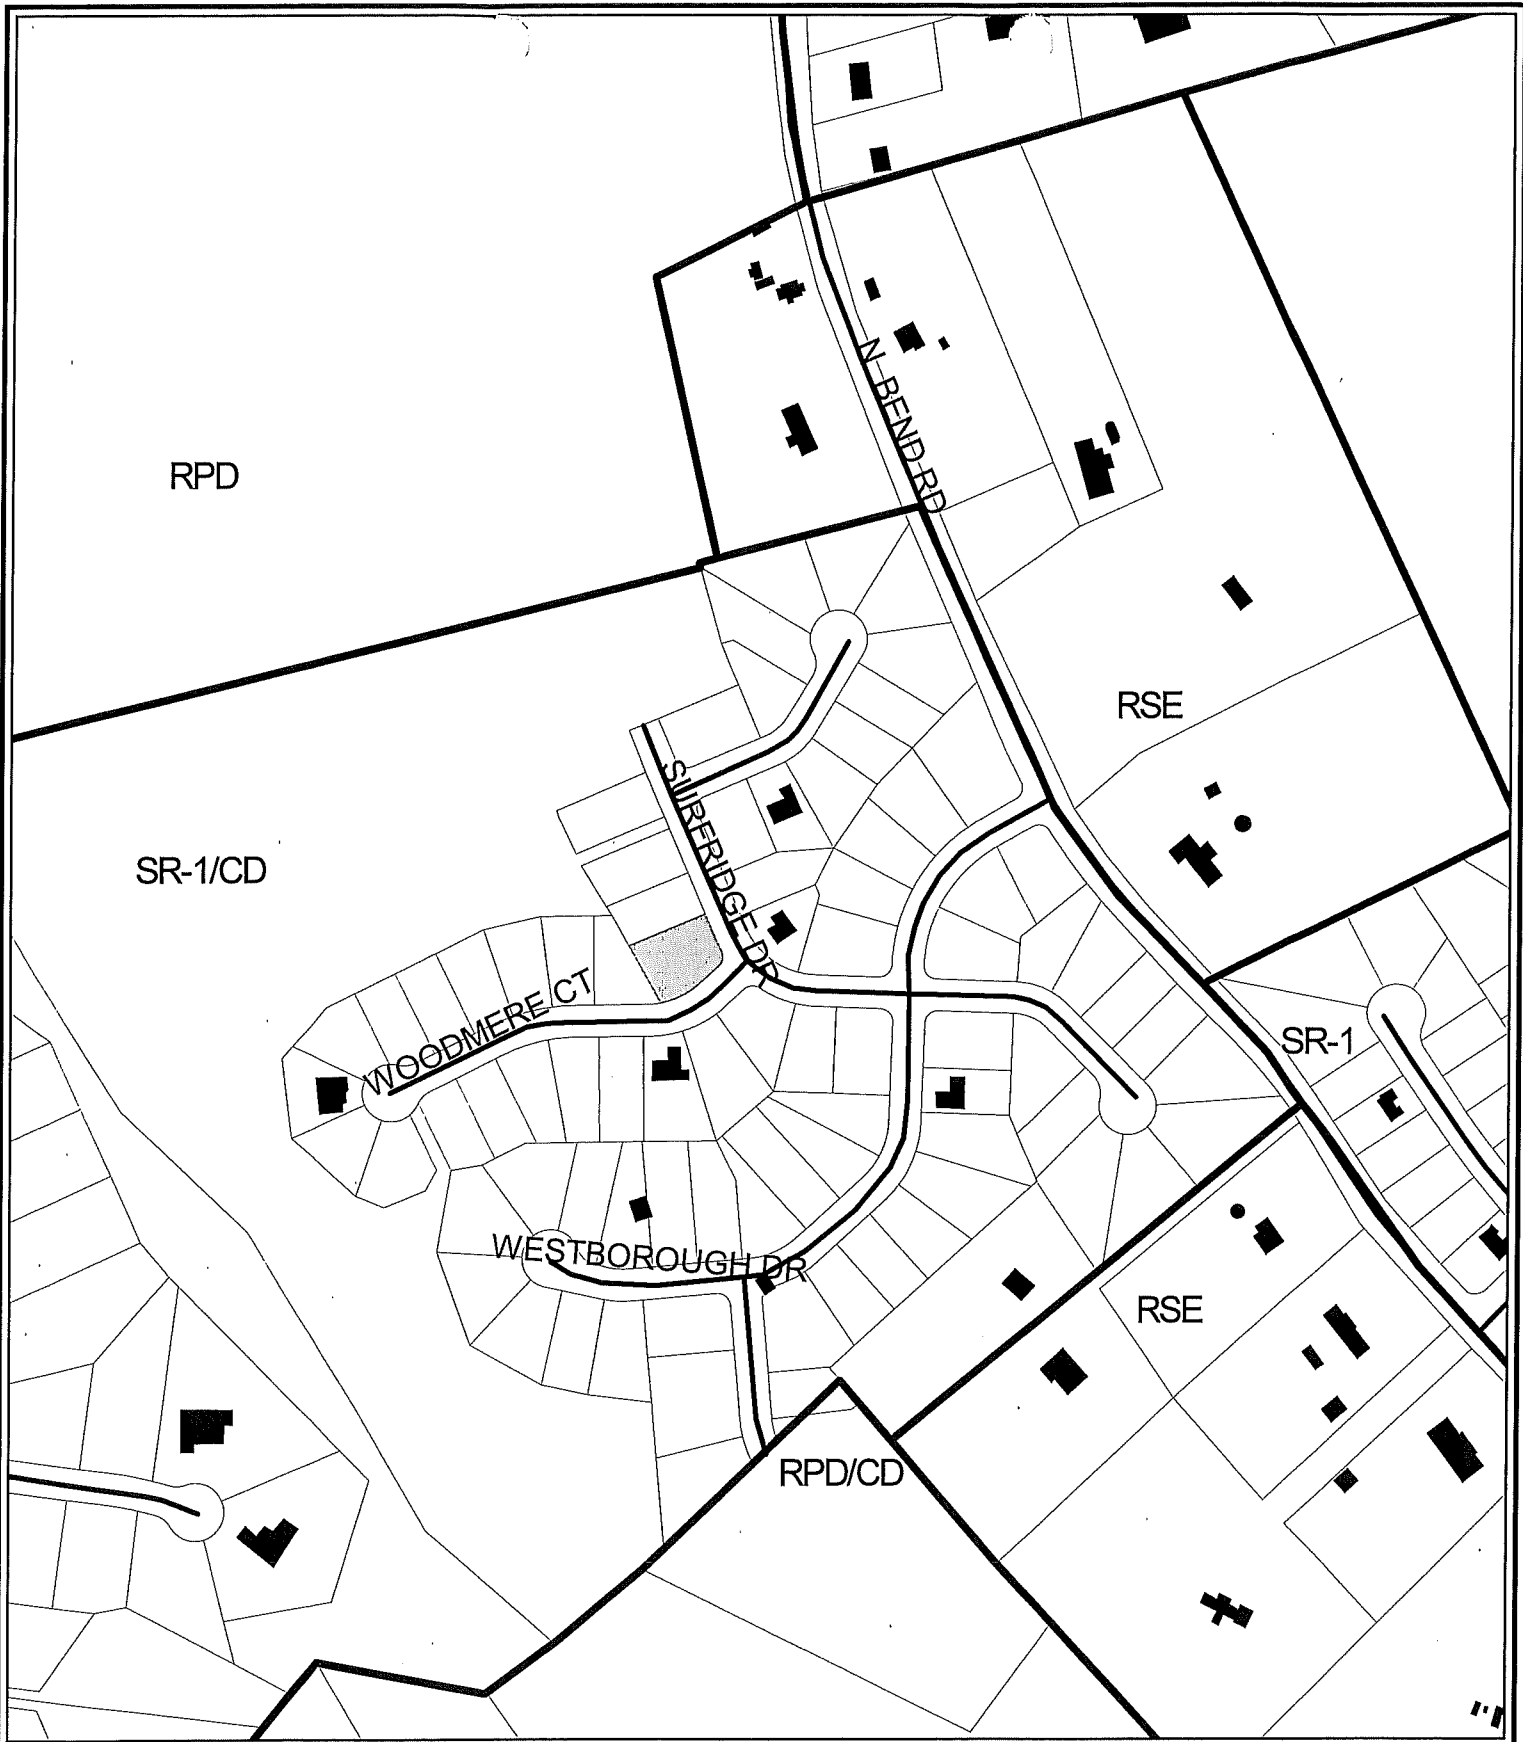 N BEND RD
RPD
RSE
SURFRIDGE DR
SR-1/CD
WOODMERE CT
SR-1
WESTBOROUGH DR
RSE
RPD/CD